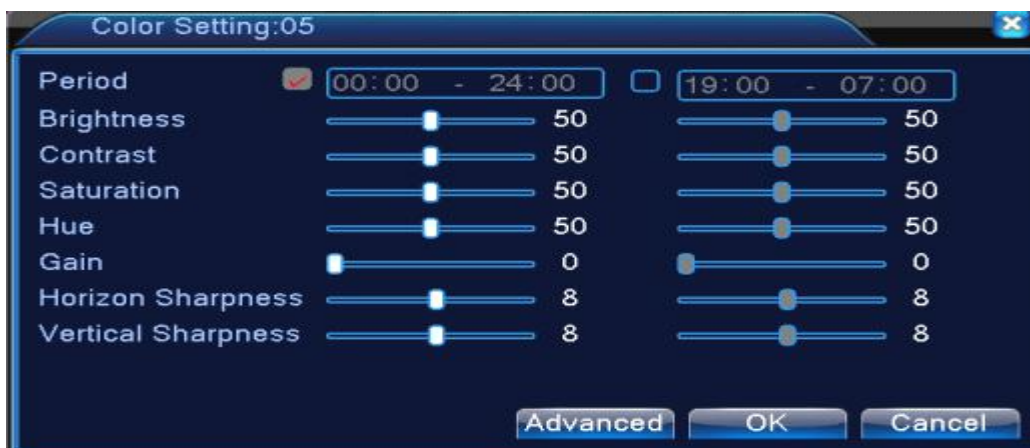 Color Setting:05
Period 00:00 - 24:00 19:00 - 07:00
Brightness 50 50
Contrast 50 50
Saturation 50 50
Hue 50 50
Gain 0 0
Horizon Sharpness 8 8
Vertical Sharpness 8 8
Advanced OK Cancel